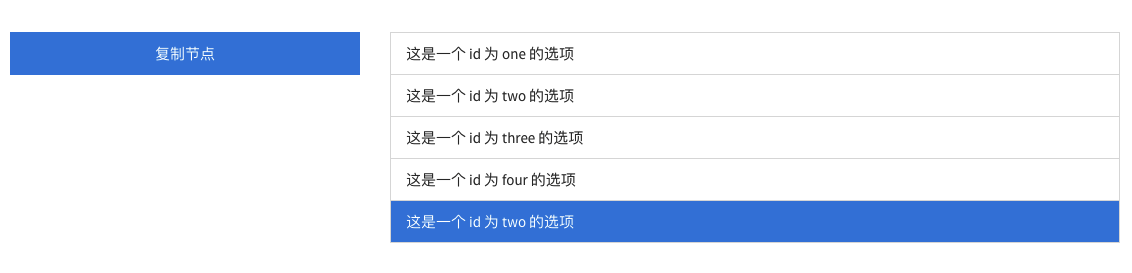 复制节点
这是一个 id 为 one 的选项
这是一个 id 为 two 的选项
这是一个 id 为 three 的选项
这是一个 id 为 four 的选项
这是一个 id 为 two 的选项